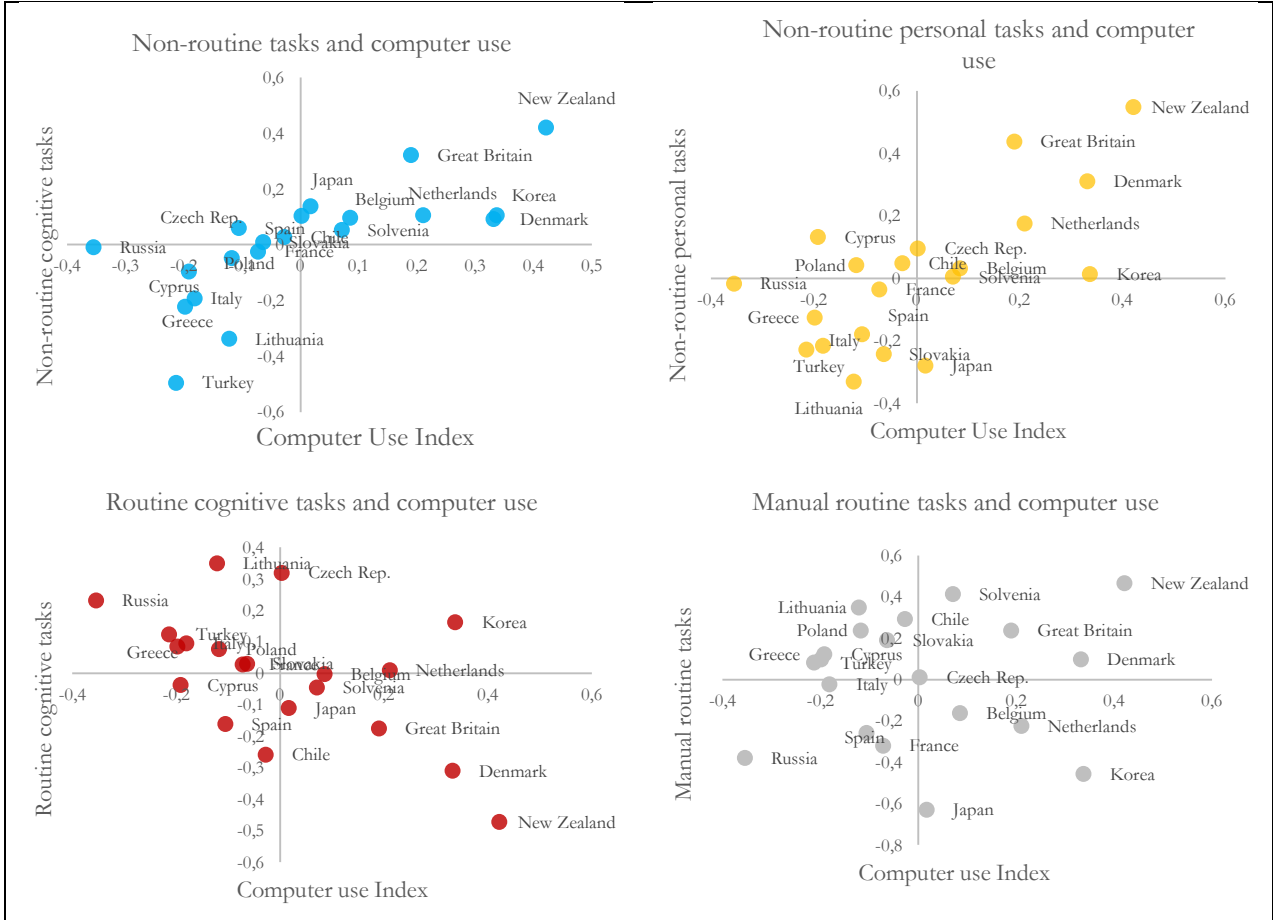 Non-routine tasks and computer use
0,6
New Zealand
0,4
Great Britain
Japan
0,2
Netherlands
Korea
Belgium
Czech Rep.
Spain
Chile
Solvenia
Denmark
Slovakia
Russia
0
France
-0,4
-0,3
-0,2
Poland
-0,1
0
0,1
0,2
0,3
0,4
0,5
Cyprus
Italy
-0,2
Greece
Lithuania
-0,4
Turkey
-0,6
Non-routine cognitive tasks
Computer Use Index
Non-routine personal tasks and computer
use
0,6
New Zealand
Great Britain
0,4
Denmark
0,2
Netherlands
Cyprus
Czech Rep.
Poland
Chile
Belgium
Solvenia
Korea
0
Russia
France
-0,4
-0,2
0
0,2
0,4
0,6
Greece
Spain
-0,2
Italy
Slovakia
Turkey
Japan
Lithuania
-0,4
Non-routine personal tasks
Computer Use Index
Routine cognitive tasks and computer use
0,4
Lithuania
0,3
Czech Rep.
Russia
0,2
Korea
Turkey
0,1
Italy
Greece
Poland
Slovakia
France
Belgium
Netherlands
0
-0,4
-0,2
0
0,2
0,4
0,6
Cyprus
Solvenia
-0,1
Japan
Spain
Great Britain
-0,2
Chile
-0,3
Denmark
-0,4
New Zealand
-0,5
-0,6
Routine cognitive tasks
Computer use Index
Manual routine tasks and computer use
0,6
New Zealand
0,4
Solvenia
Lithuania
Chile
Poland
Great Britain
0,2
Slovakia
Greece
Cyprus
Denmark
Turkey
Italy
0
Czech Rep.
-0,4
-0,2
0
0,2
0,4
0,6
Belgium
-0,2
Netherlands
Spain
France
Russia
-0,4
Korea
-0,6
Japan
-0,8
Manual routine tasks
Computer use Index